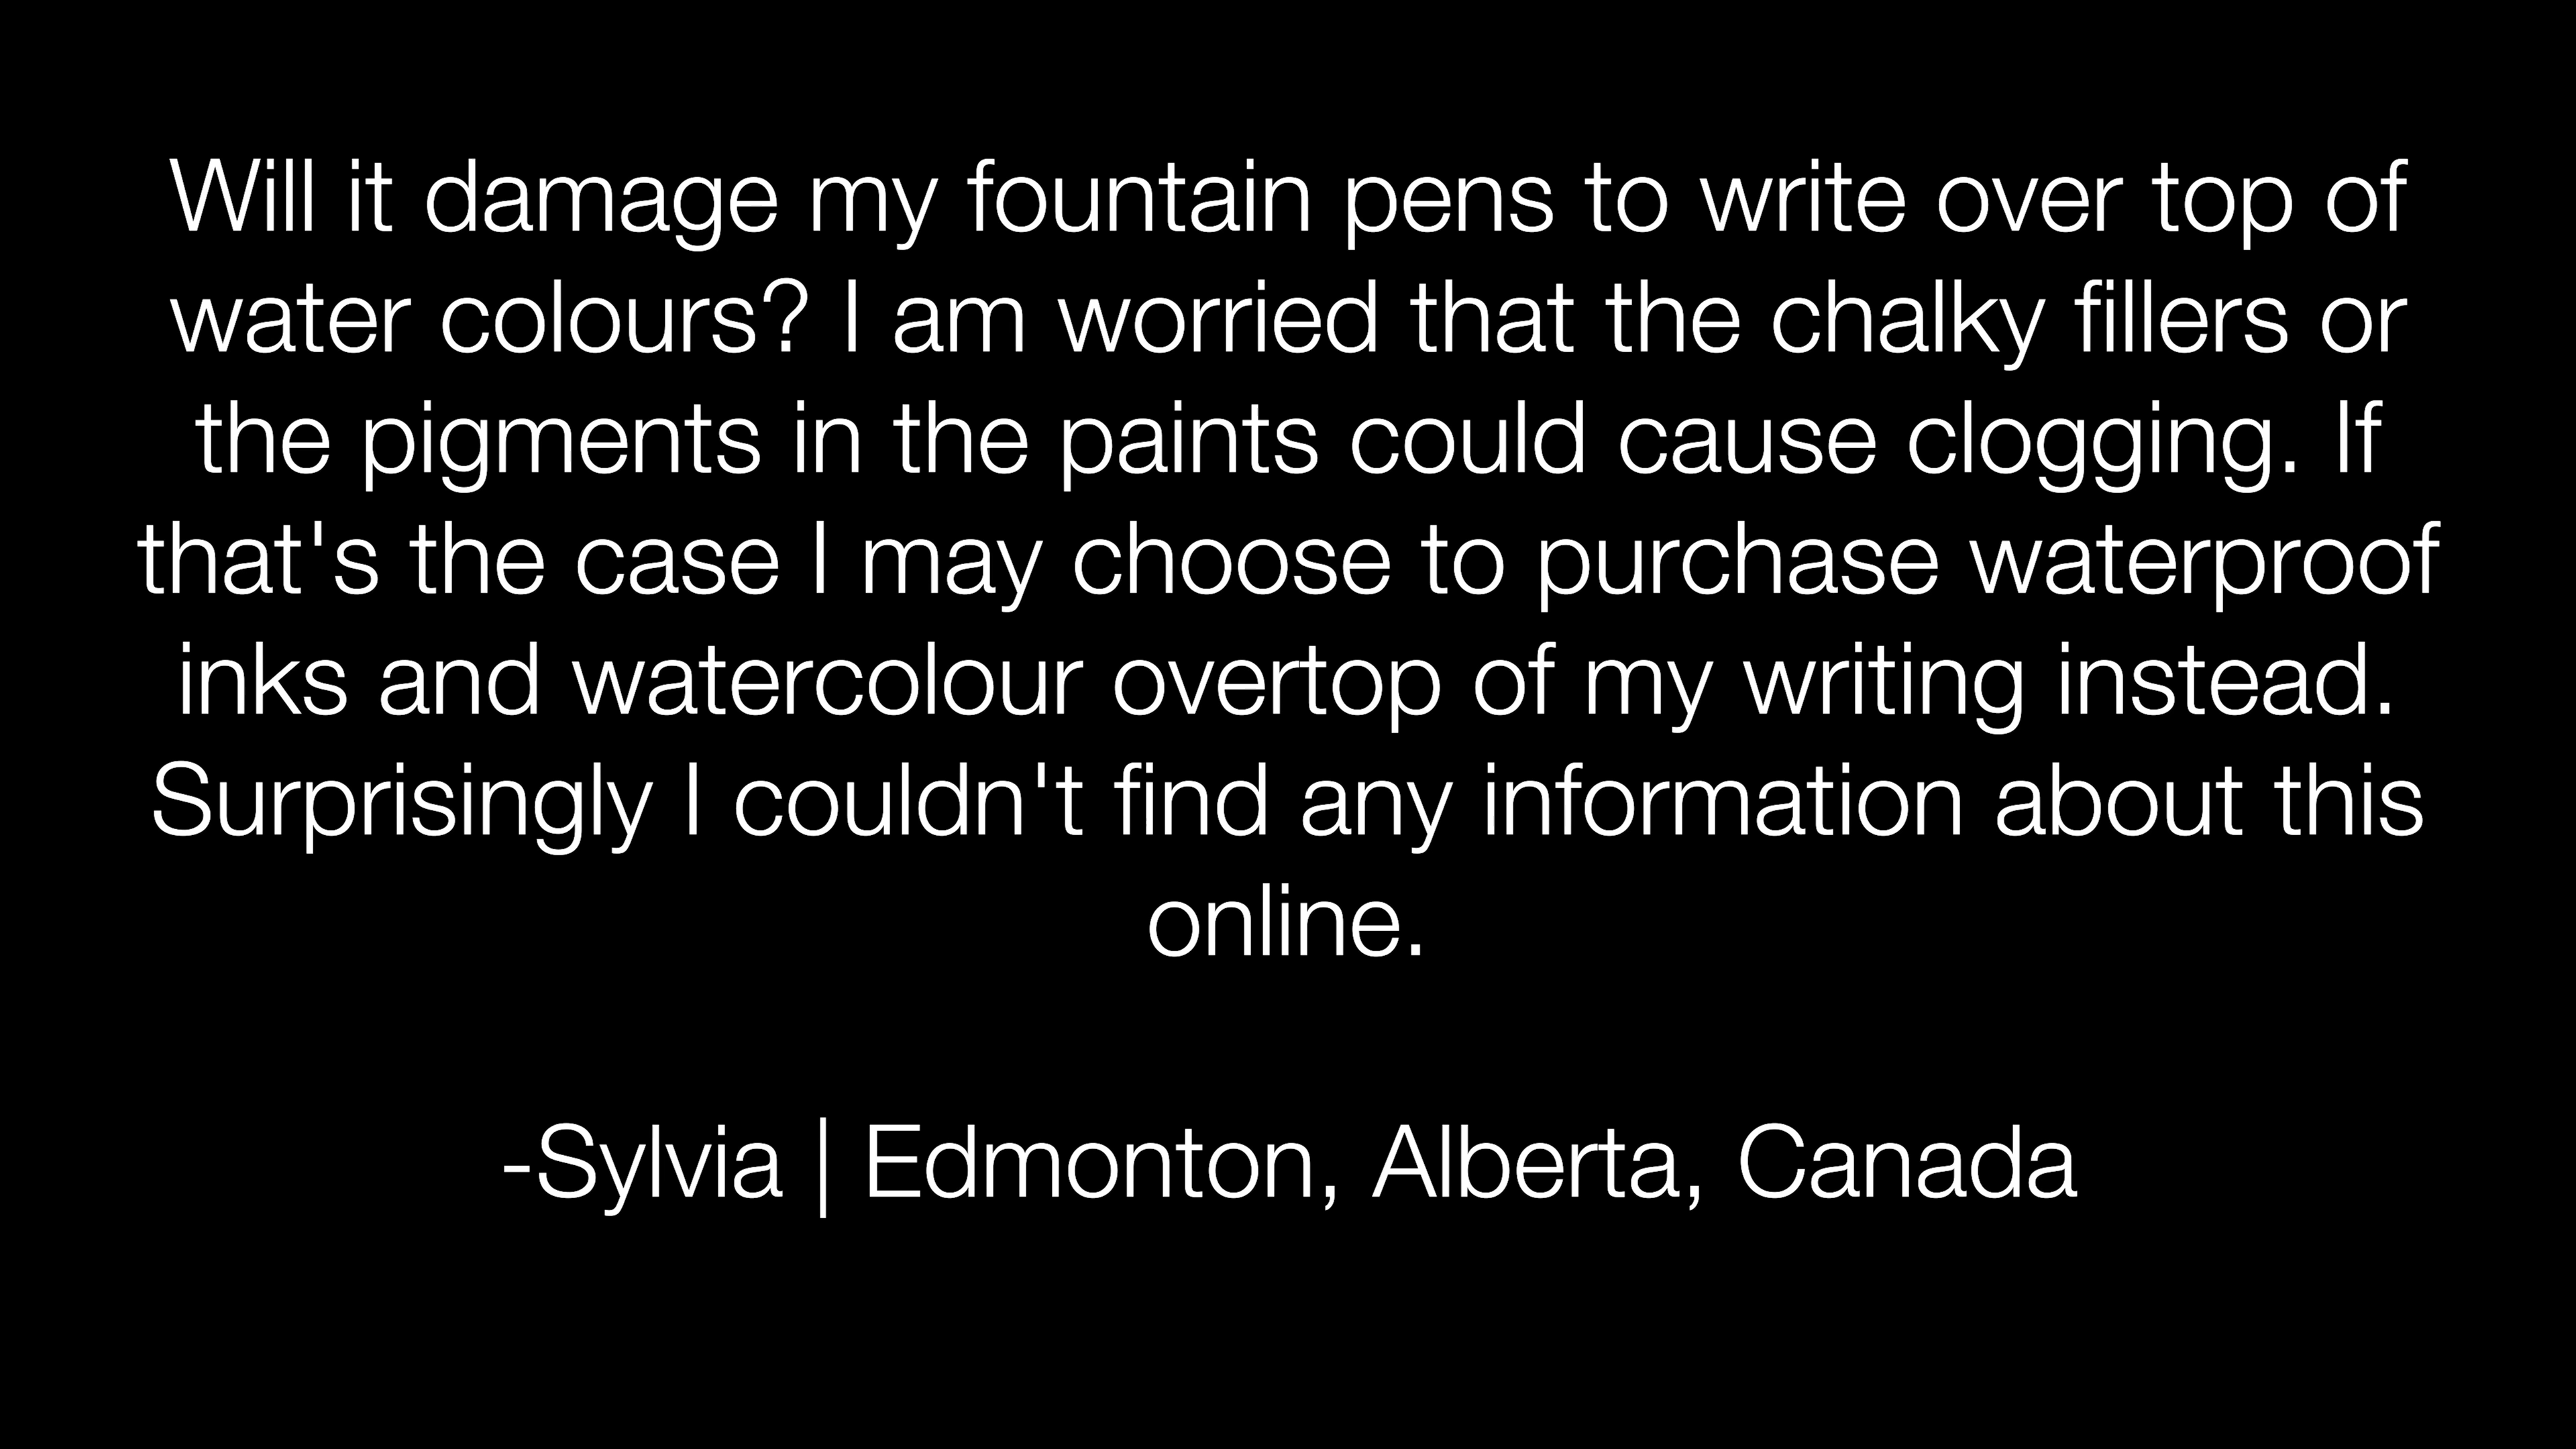 Will it damage my fountain pens to write over top of
water colours? I am worried that the chalky fillers or
the pigments in the paints could cause clogging. If
that's the case I may choose to purchase waterproof
inks and watercolour overtop of my writing instead.
Surprisingly I couldn't find any information about this
online.
-Sylvia | Edmonton, Alberta, Canada